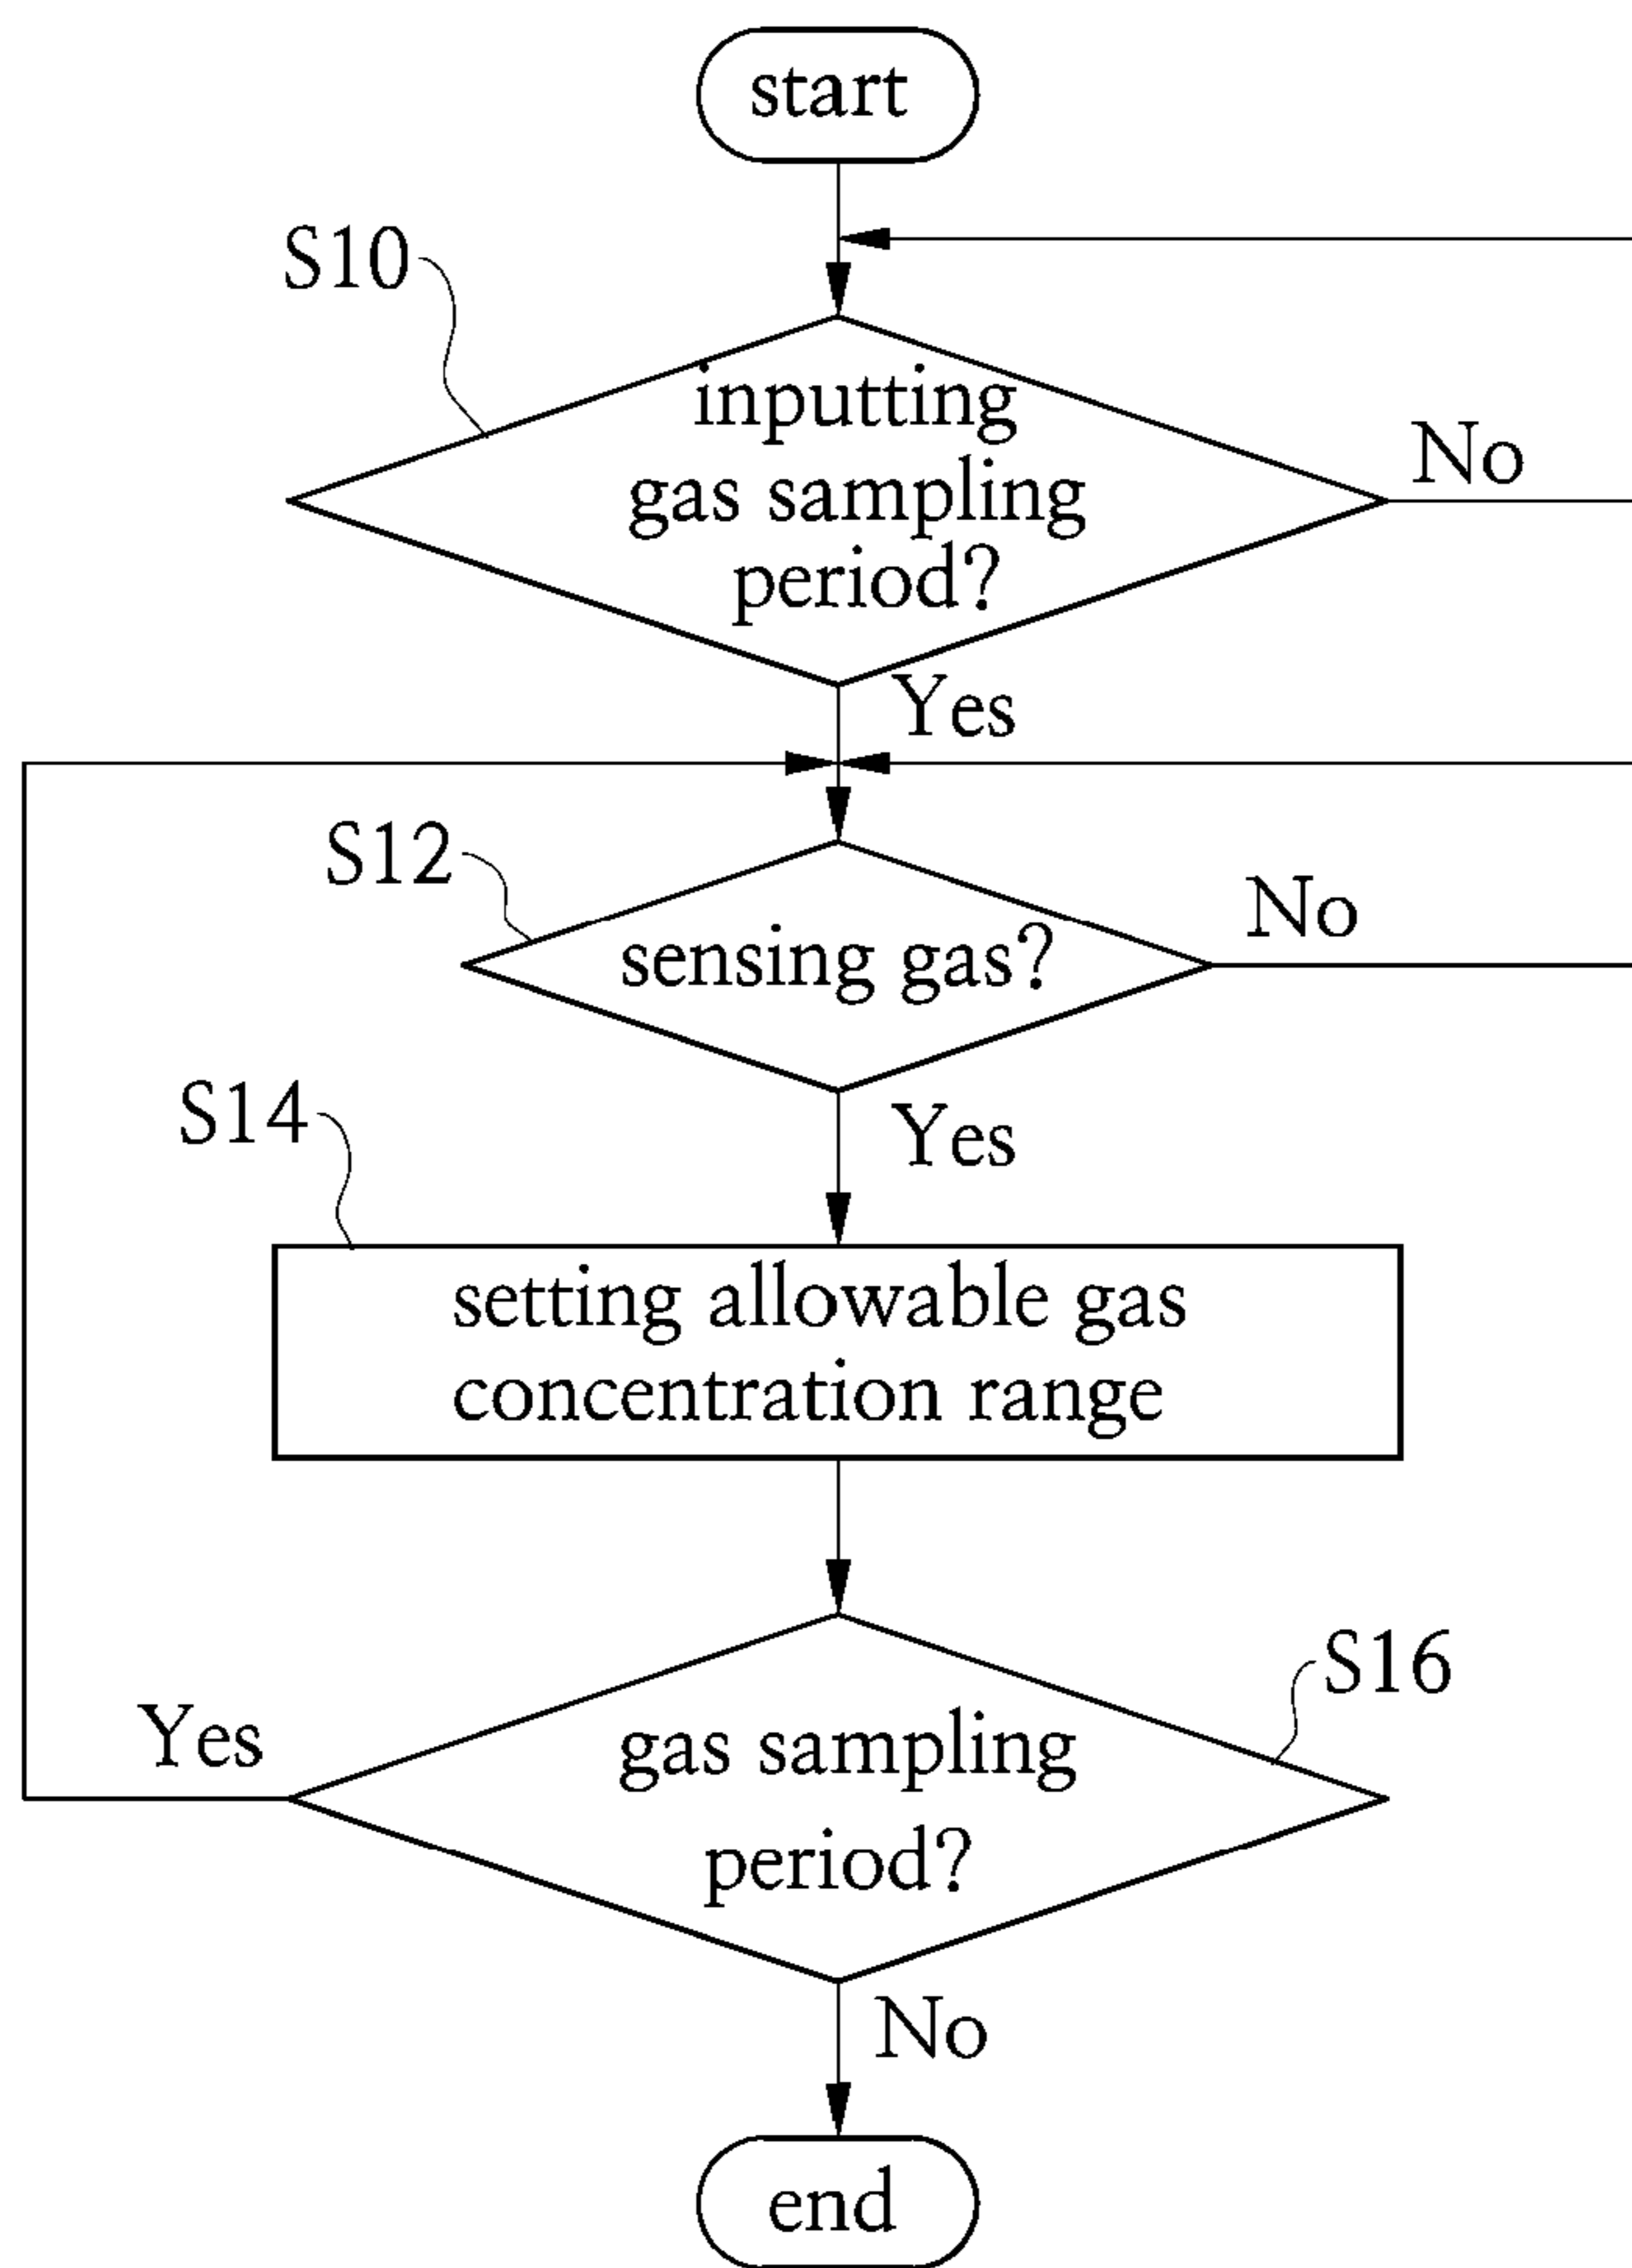 start
S10
inputting
gas sampling
period?
No
Yes
S12
sensing gas?
No
Yes
S14
setting allowable gas
concentration range
S16
gas sampling
period?
Yes
No
end